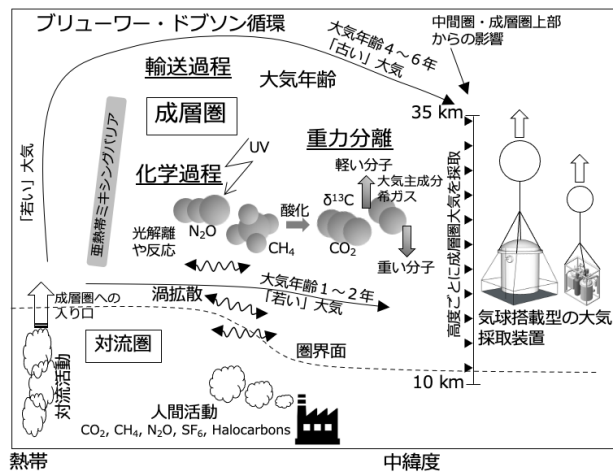 ブリューワー・ドブソン循環
大気年齢4～6年
「古い」大気
中間圏・成層圏上部
からの影響
輸送過程
大気年齢
成層圏
35 km
「若い」大気
亜熱帯ミキシングバリア
UV
重力分離
化学過程
軽い分子
大気主成分
希ガス
δ13C
酸化
光解離
や反応
N2O
CH4
CO2
重い分子
高度ごとに成層圏大気を採取
大気年齢1～2年
「若い」大気
成層圏への
入り口
渦拡散
気球搭載型の大気
採取装置
対流圏
圏界面
対流活動
10 km
人間活動
CO2, CH4, N2O, SF6, Halocarbons
熱帯
中緯度